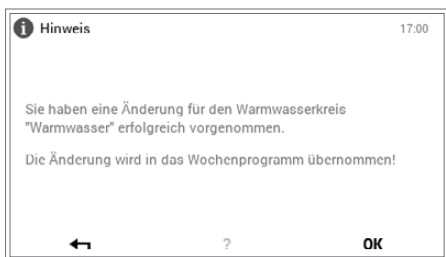 Hinweis 17:00
Sie haben eine Änderung für den Warmwasserkreis
"Warmwasser" erfolgreich vorgenommen.
Die Änderung wird in das Wochenprogramm übernommen!
? OK